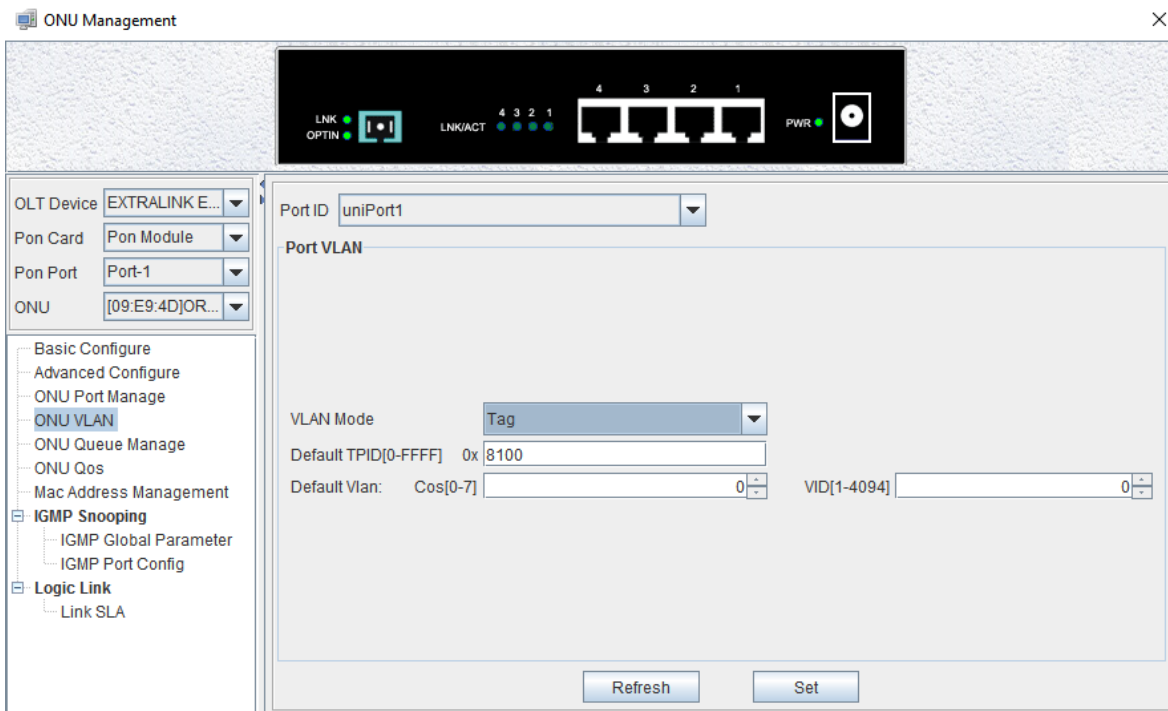 ONU Management
4 3 2 1
LNK
OPTIN
LNK/ACT
4 3 2 1
PWR
OLT Device EXTRALINK E...
Pon Card Pon Module
Pon Port Port-1
ONU [09:E9:4D]OR...
Basic Configure
Advanced Configure
ONU Port Manage
ONU VLAN
ONU Queue Manage
ONU Qos
Mac Address Management
IGMP Snooping
IGMP Global Parameter
IGMP Port Config
Logic Link
Link SLA
Port ID uniPort1
Port VLAN
VLAN Mode Tag
Default TPID[0-FFFF] 0x 8100
Default Vlan: Cos[0-7] 0 VID[1-4094] 0
Refresh Set